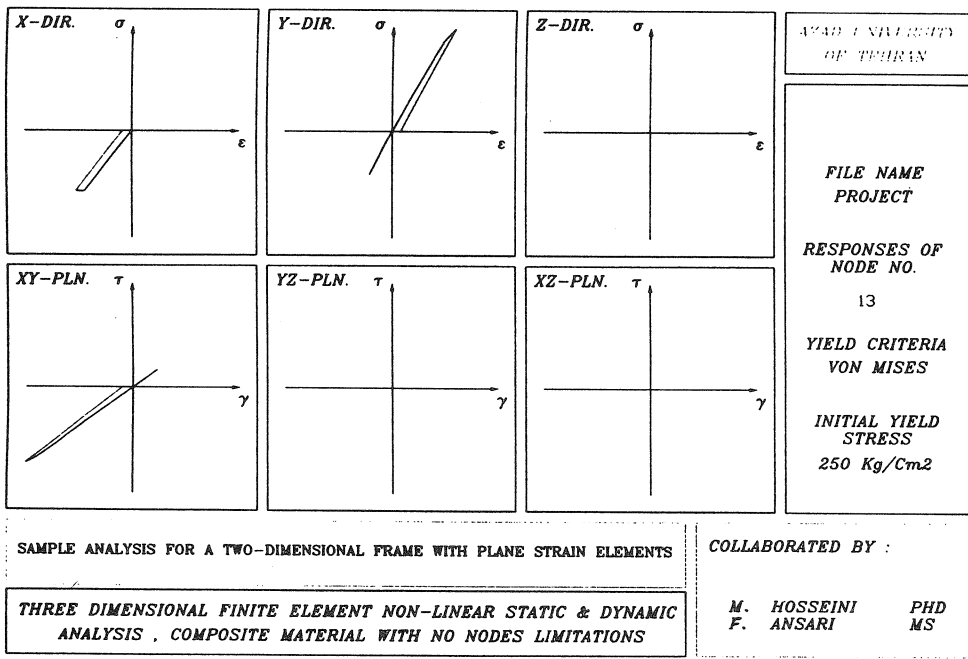 X-DIR. σ
ε
Y-DIR. σ
ε
Z-DIR. σ
ε
XY-PLN. τ
γ
YZ-PLN. τ
γ
XZ-PLN. τ
γ
OF TEHRAN
FILE NAME
PROJECT
RESPONSES OF
NODE NO.
13
YIELD CRITERIA
VON MISES
INITIAL YIELD
STRESS
250 Kg/Cm2
SAMPLE ANALYSIS FOR A TWO-DIMENSIONAL FRAME WITH PLANE STRAIN ELEMENTS
THREE DIMENSIONAL FINITE ELEMENT NON-LINEAR STATIC & DYNAMIC
ANALYSIS , COMPOSITE MATERIAL WITH NO NODES LIMITATIONS
COLLABORATED BY :
M. HOSSEINI PHD
F. ANSARI MS